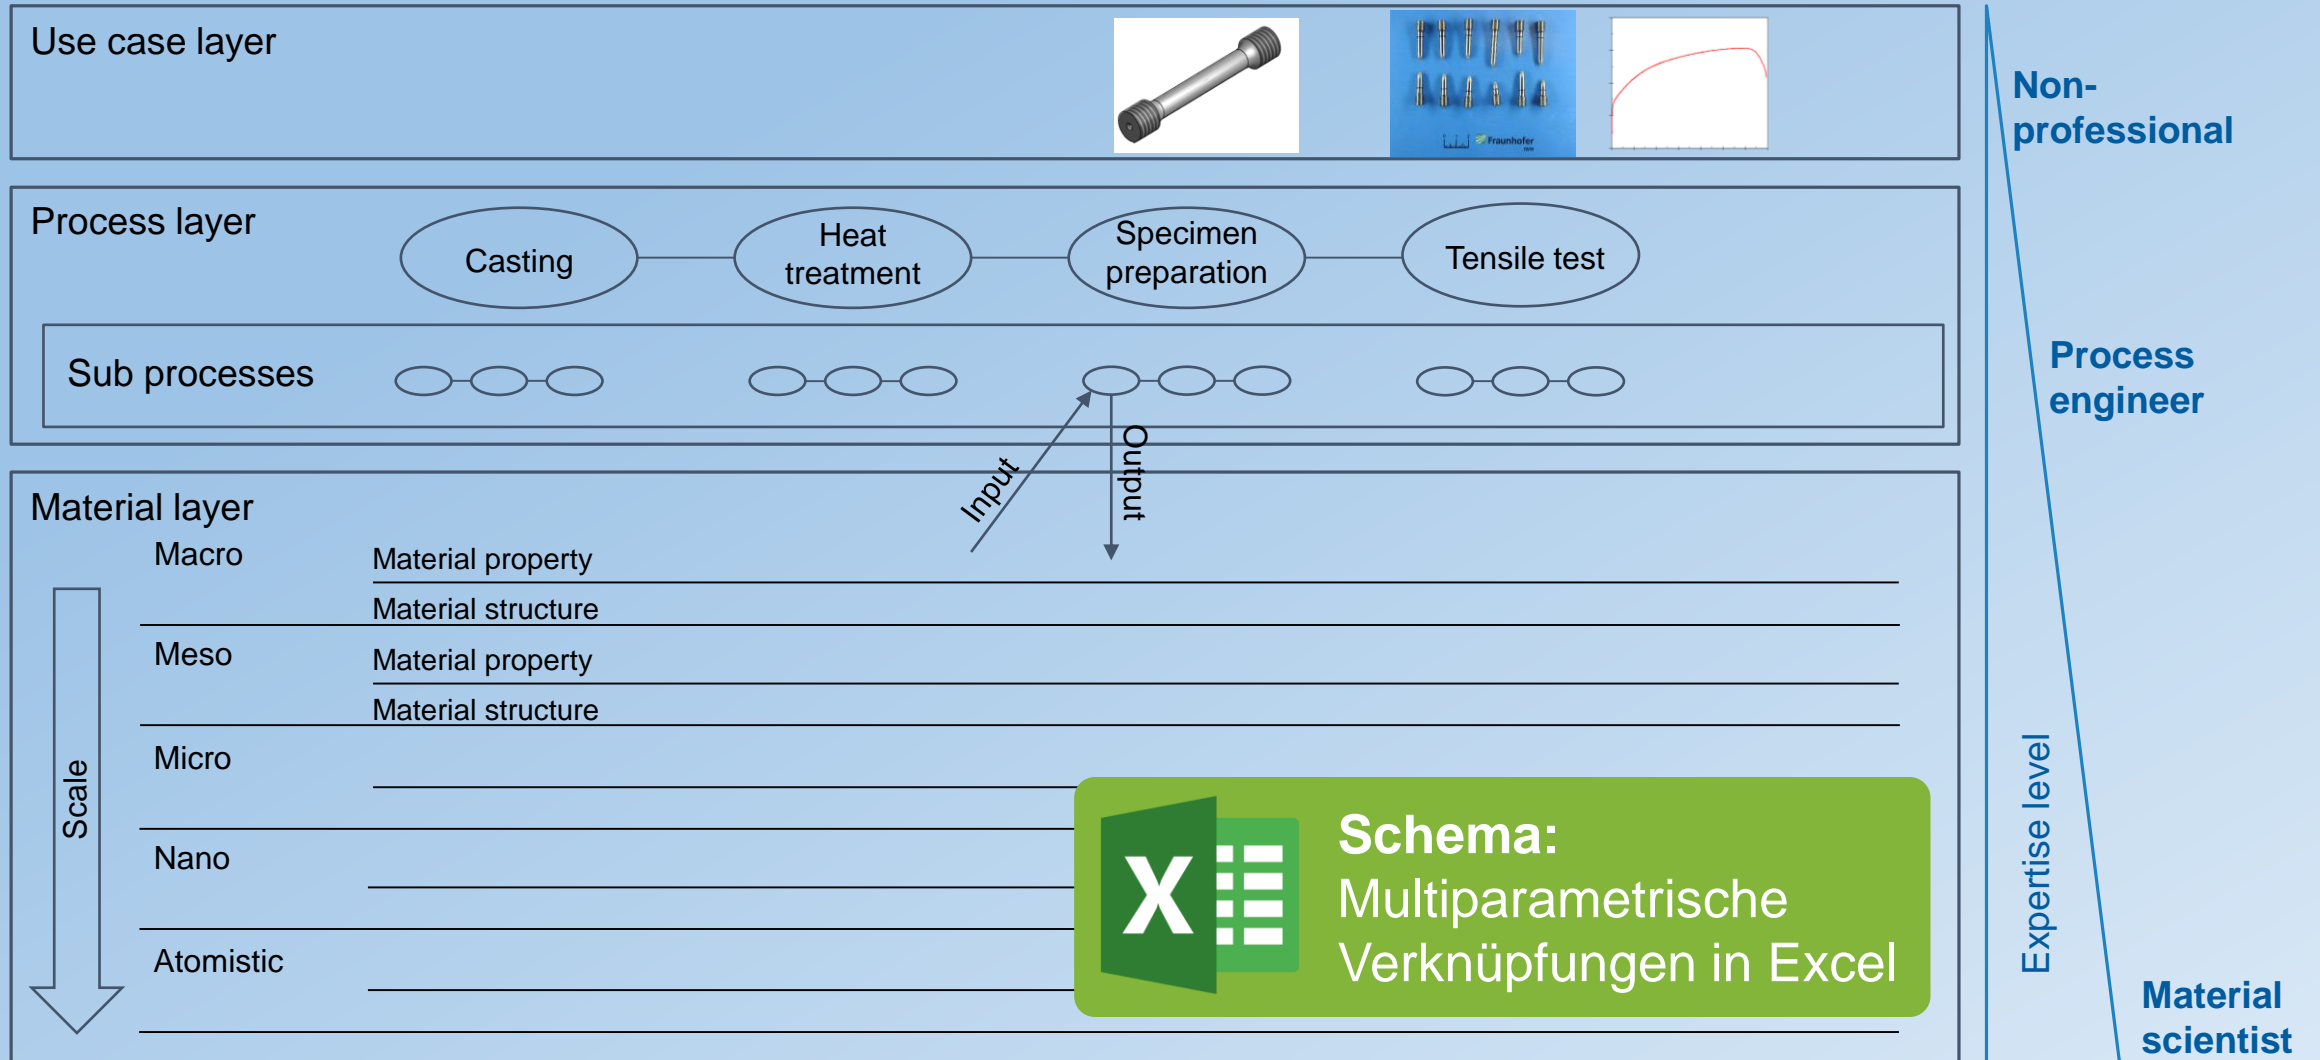 Use case layer
Fraunhofer
IWM
Non-
professional
Process layer
Casting
Heat
treatment
Specimen
preparation
Tensile test
Sub processes
Process
engineer
Input
Output
Material layer
Macro
Material property
Material structure
Meso
Material property
Material structure
Micro
Nano
Atomistic
Scale
X
Schema:
Multiparametrische
Verknüpfungen in Excel
Expertise level
Material
scientist